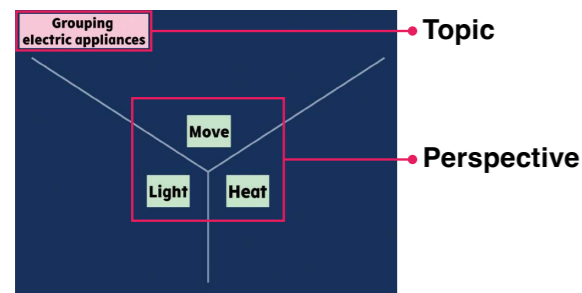 Grouping
electric appliances
Topic
Move
Perspective
Light
Heat